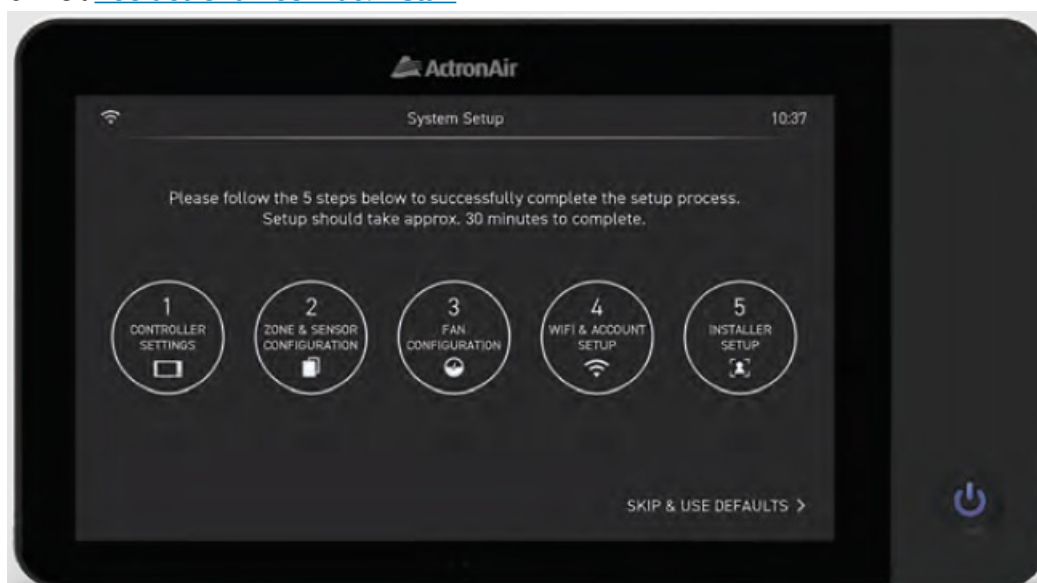 ActronAir
System Setup
10:37
Please follow the 5 steps below to successfully complete the setup process.
Setup should take approx. 30 minutes to complete.
1
CONTROLLER
SETTINGS
2
ZONE & SENSOR
CONFIGURATION
3
FAN
CONFIGURATION
4
WIFI & ACCOUNT
SETUP
5
INSTALLER
SETUP
SKIP & USE DEFAULTS >